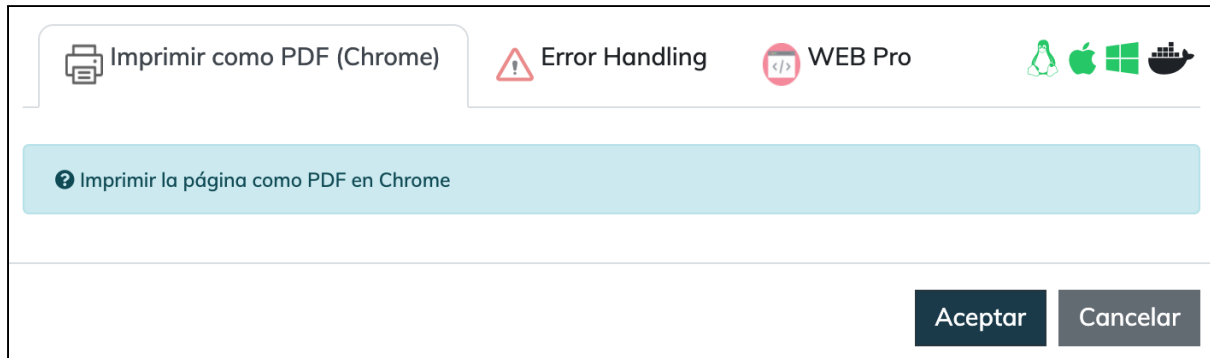 Imprimir como PDF (Chrome) Error Handling WEB Pro
Imprimir la página como PDF en Chrome
Aceptar Cancelar